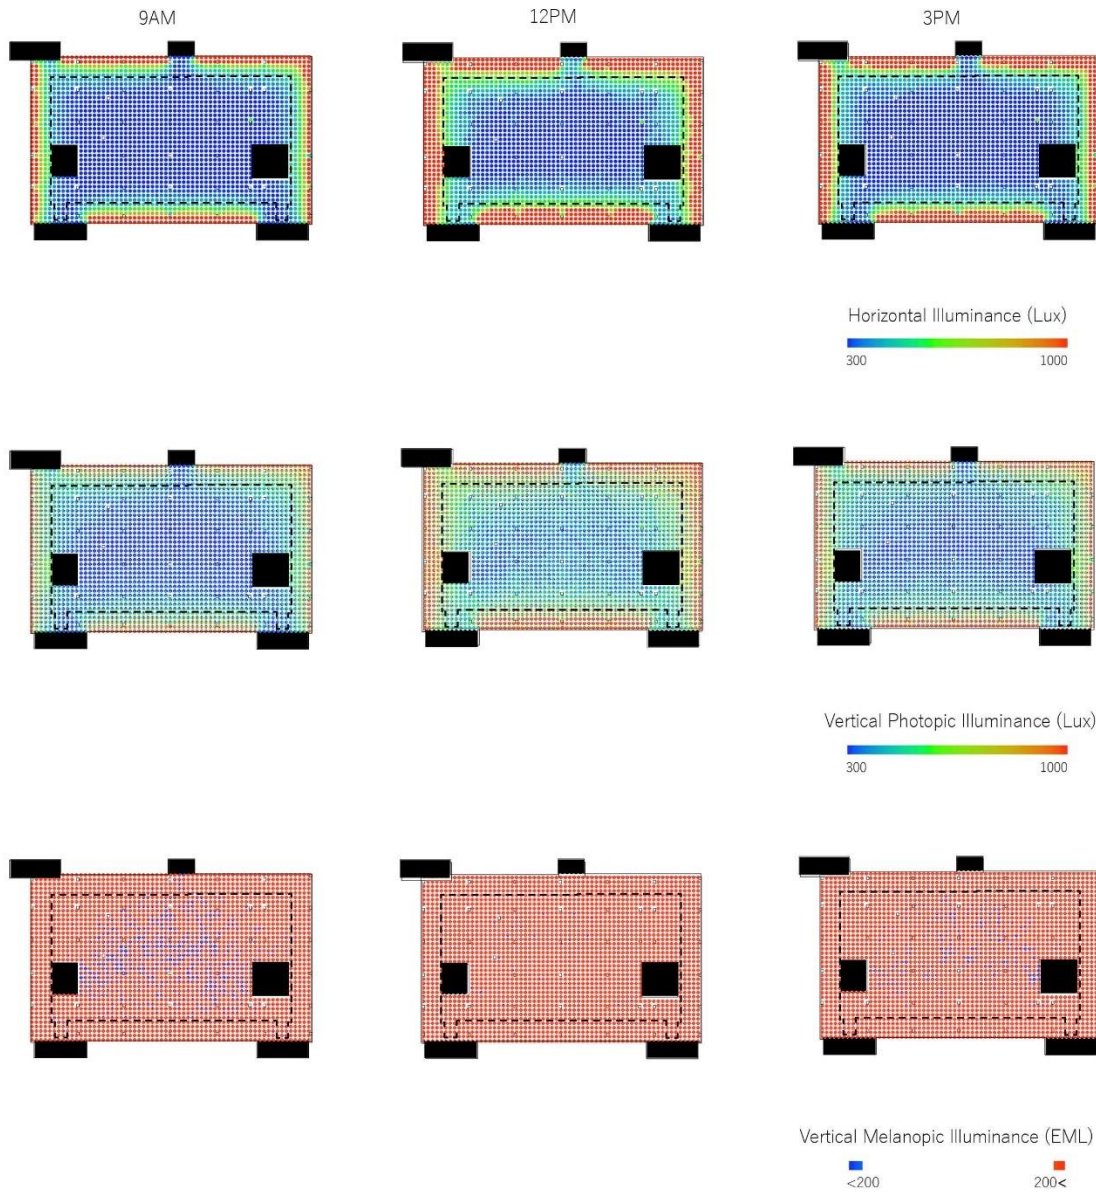 9AM
12PM
3PM
Horizontal Illuminance (Lux)
300
1000
Vertical Photopic Illuminance (Lux)
300
1000
Vertical Melanopic Illuminance (EML)
<200
200<